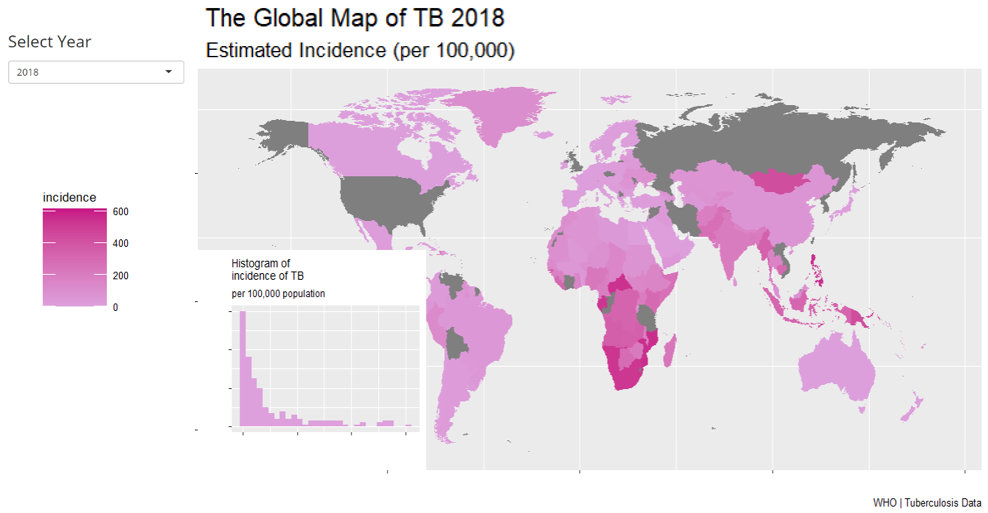 The Global Map of TB 2018
Estimated Incidence (per 100,000)
Select Year
2018
incidence
600
400
200
0
Histogram of
incidence of TB
per 100,000 population
WHO | Tuberculosis Data